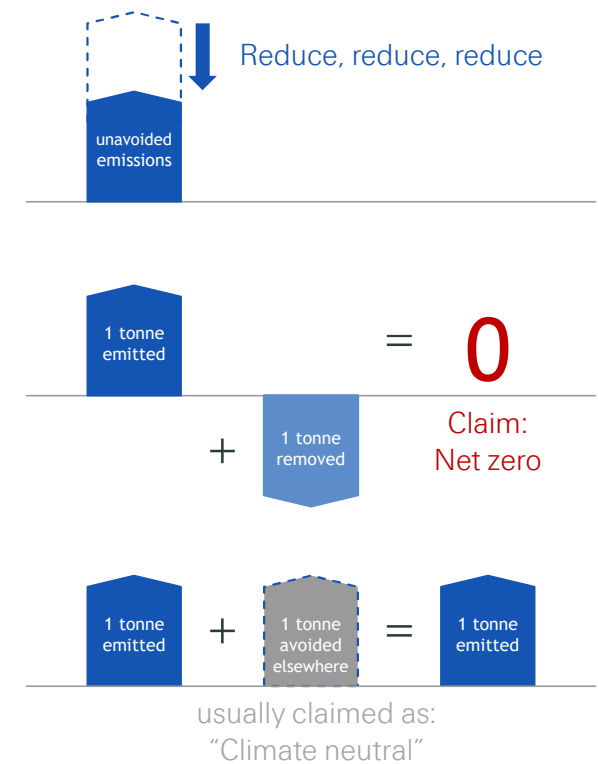 Reduce, reduce, reduce
unavoided
emissions
1 tonne
emitted
=
0
+
1 tonne
removed
Claim:
Net zero
1 tonne
emitted
+
1 tonne
avoided
elsewhere
=
1 tonne
emitted
usually claimed as:
“Climate neutral”